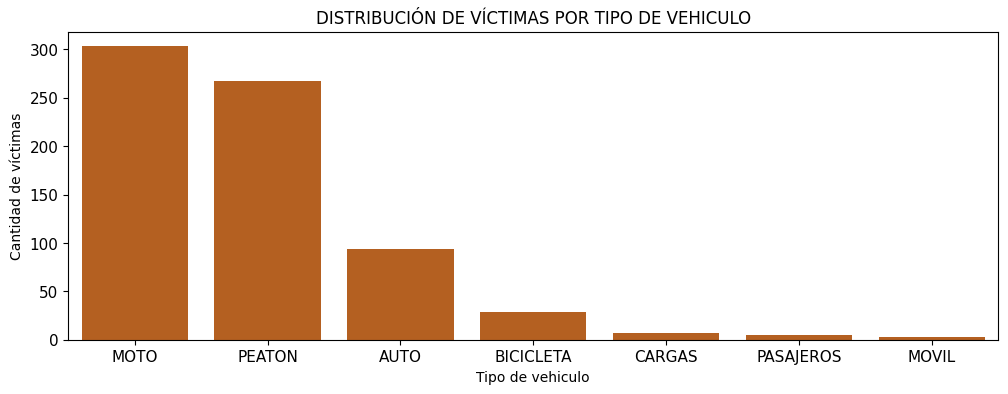 DISTRIBUCIÓN DE VÍCTIMAS POR TIPO DE VEHICULO
300
250
200
150
100
50
0
Cantidad de víctimas
MOTO PEATON AUTO BICICLETA CARGAS PASAJEROS MOVIL
Tipo de vehiculo